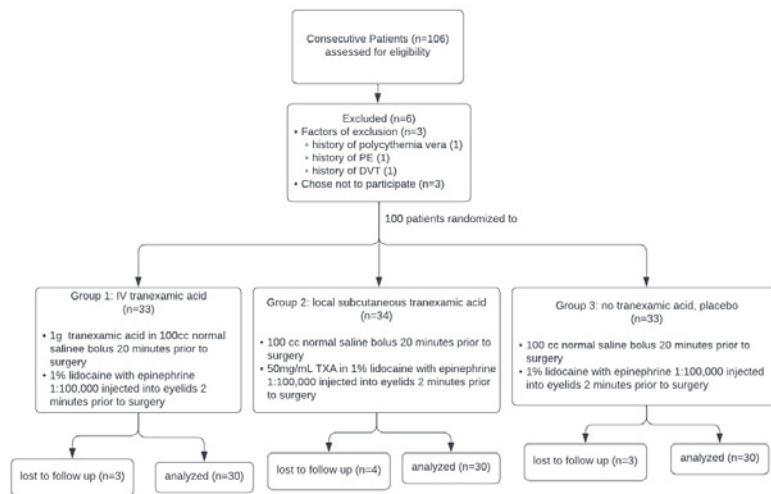 Consecutive Patients (n=106)
assessed for eligibility
Excluded (n=6)
• Factors of exclusion (n=3)
• history of polycythemia vera (1)
• history of PE (1)
• history of DVT (1)
• Chose not to participate (n=3)
100 patients randomized to
Group 1: IV tranexamic acid
(n=33)
• 1g tranexamic acid in 100cc normal
salinee bolus 20 minutes prior to
surgery
• 1% lidocaine with epinephrine
1:100,000 injected into eyelids 2
minutes prior to surgery
Group 2: local subcutaneous tranexamic acid
(n=34)
• 100 cc normal saline bolus 20 minutes prior to
surgery
• 50mg/mL TXA in 1% lidocaine with epinephrine
1:100,000 injected into eyelids 2 minutes prior
to surgery
Group 3: no tranexamic acid, placebo
(n=33)
• 100 cc normal saline bolus 20 minutes prior to
surgery
• 1% lidocaine with epinephrine 1:100,000 injected
into eyelids 2 minutes prior to surgery
lost to follow up (n=3)
analyzed (n=30)
lost to follow up (n=4)
analyzed (n=30)
lost to follow up (n=3)
analyzed (n=30)